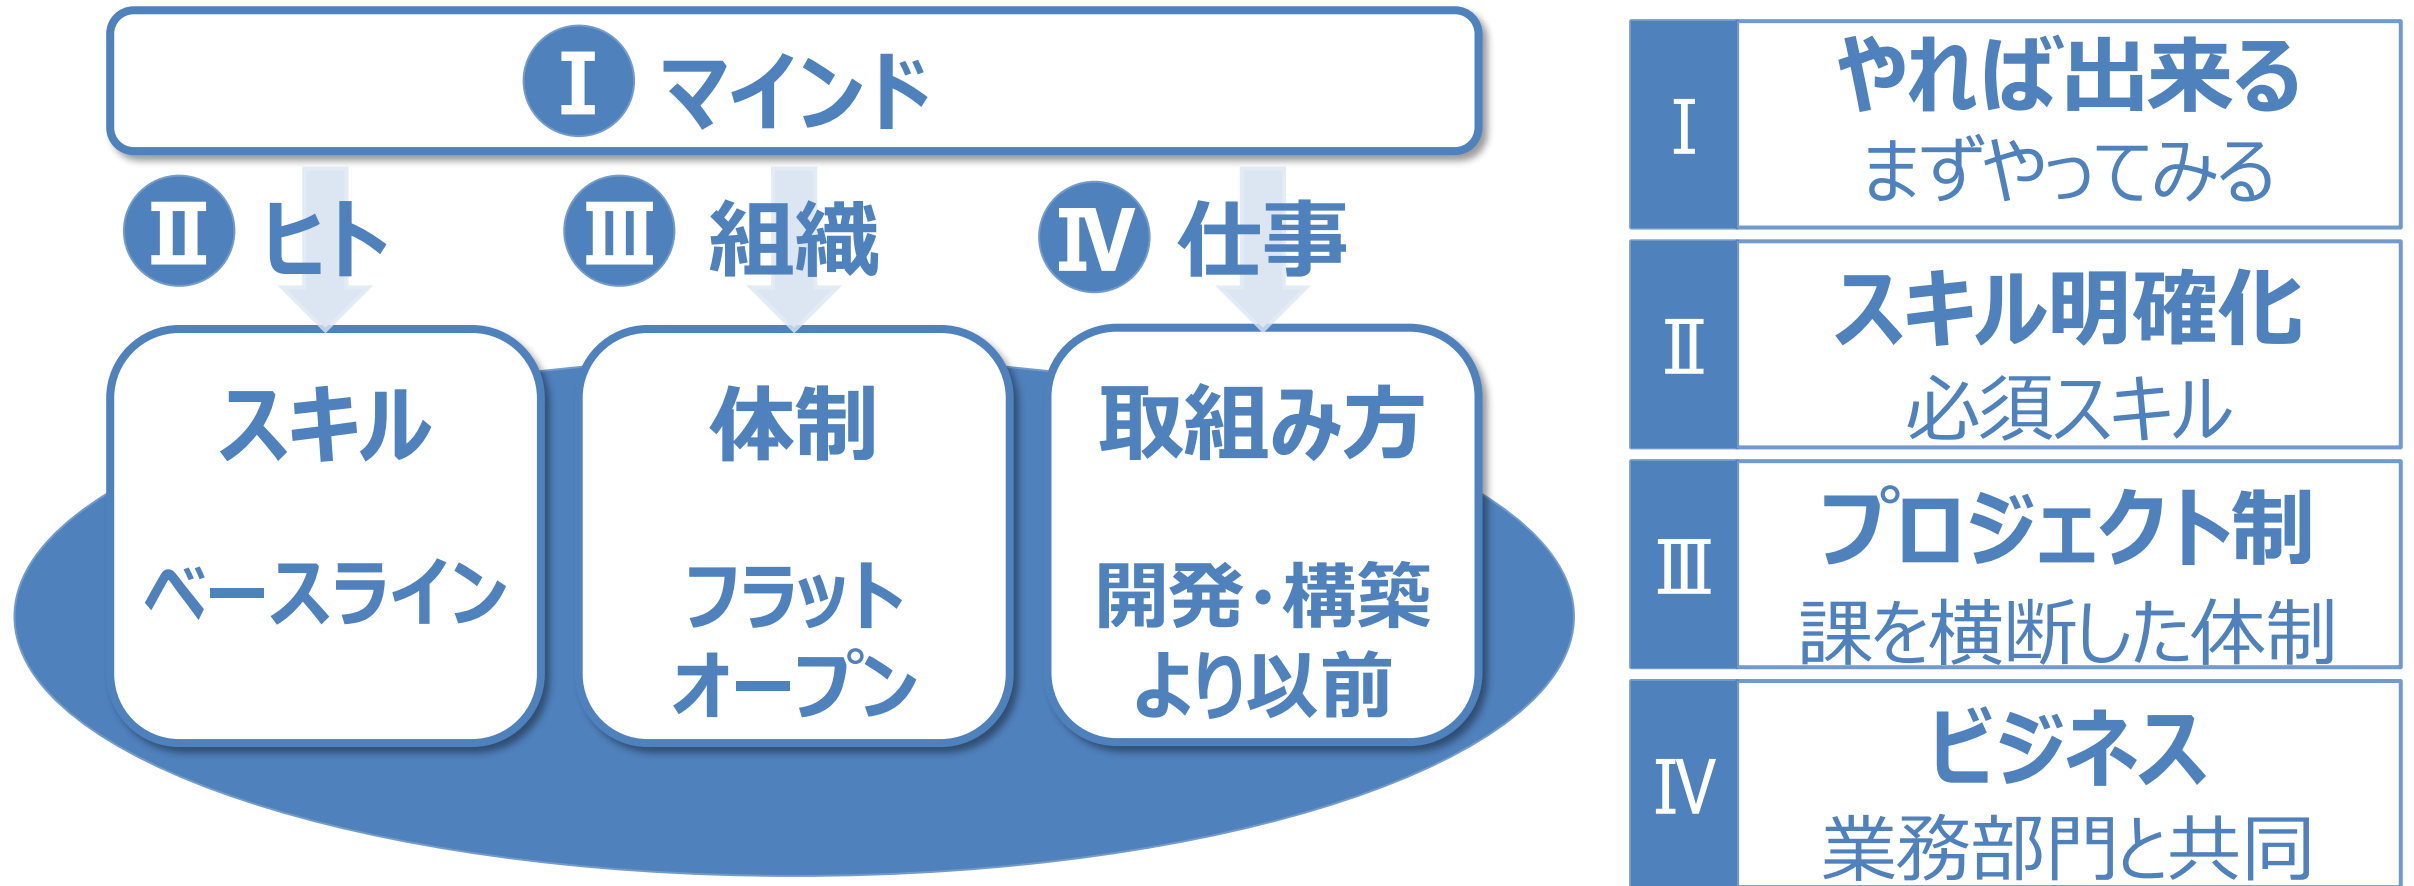 Ⅰ マインド
Ⅱ ヒト
Ⅲ 組織
Ⅳ 仕事
スキル
ベースライン
体制
フラット
オープン
取組み方
開発・構築
より以前
Ⅰ
やれば出来る
まずやってみる
Ⅱ
スキル明確化
必須スキル
Ⅲ
プロジェクト制
課を横断した体制
Ⅳ
ビジネス
業務部門と共同